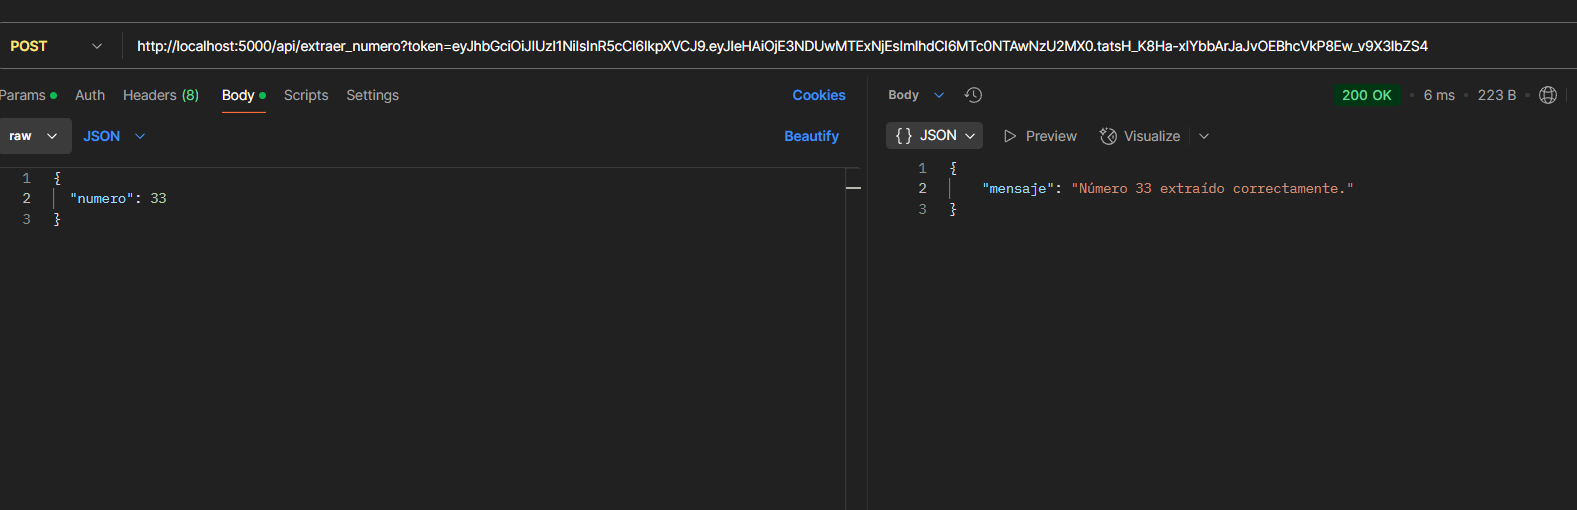 POST http://localhost:5000/api/extraer_numero?token=eyJhbGciOiJIUzI1NiIsInR5cCI6IkpXVCJ9.eyJleHAiOjE3NDUwMTExNjEsImlhdCI6MTc0NTAwNzU2MX0.tatsH_K8Ha-xlYbbArJaJvOEBhcVkP8Ew_v9X3IbZS4
Params Auth Headers (8) Body Scripts Settings Cookies
raw JSON Beautify
1 {
2 "numero": 33
3 }
Body 200 OK • 6 ms • 223 B •
{} JSON Preview Visualize
1 {
2 "mensaje": "Número 33 extraído correctamente."
3 }